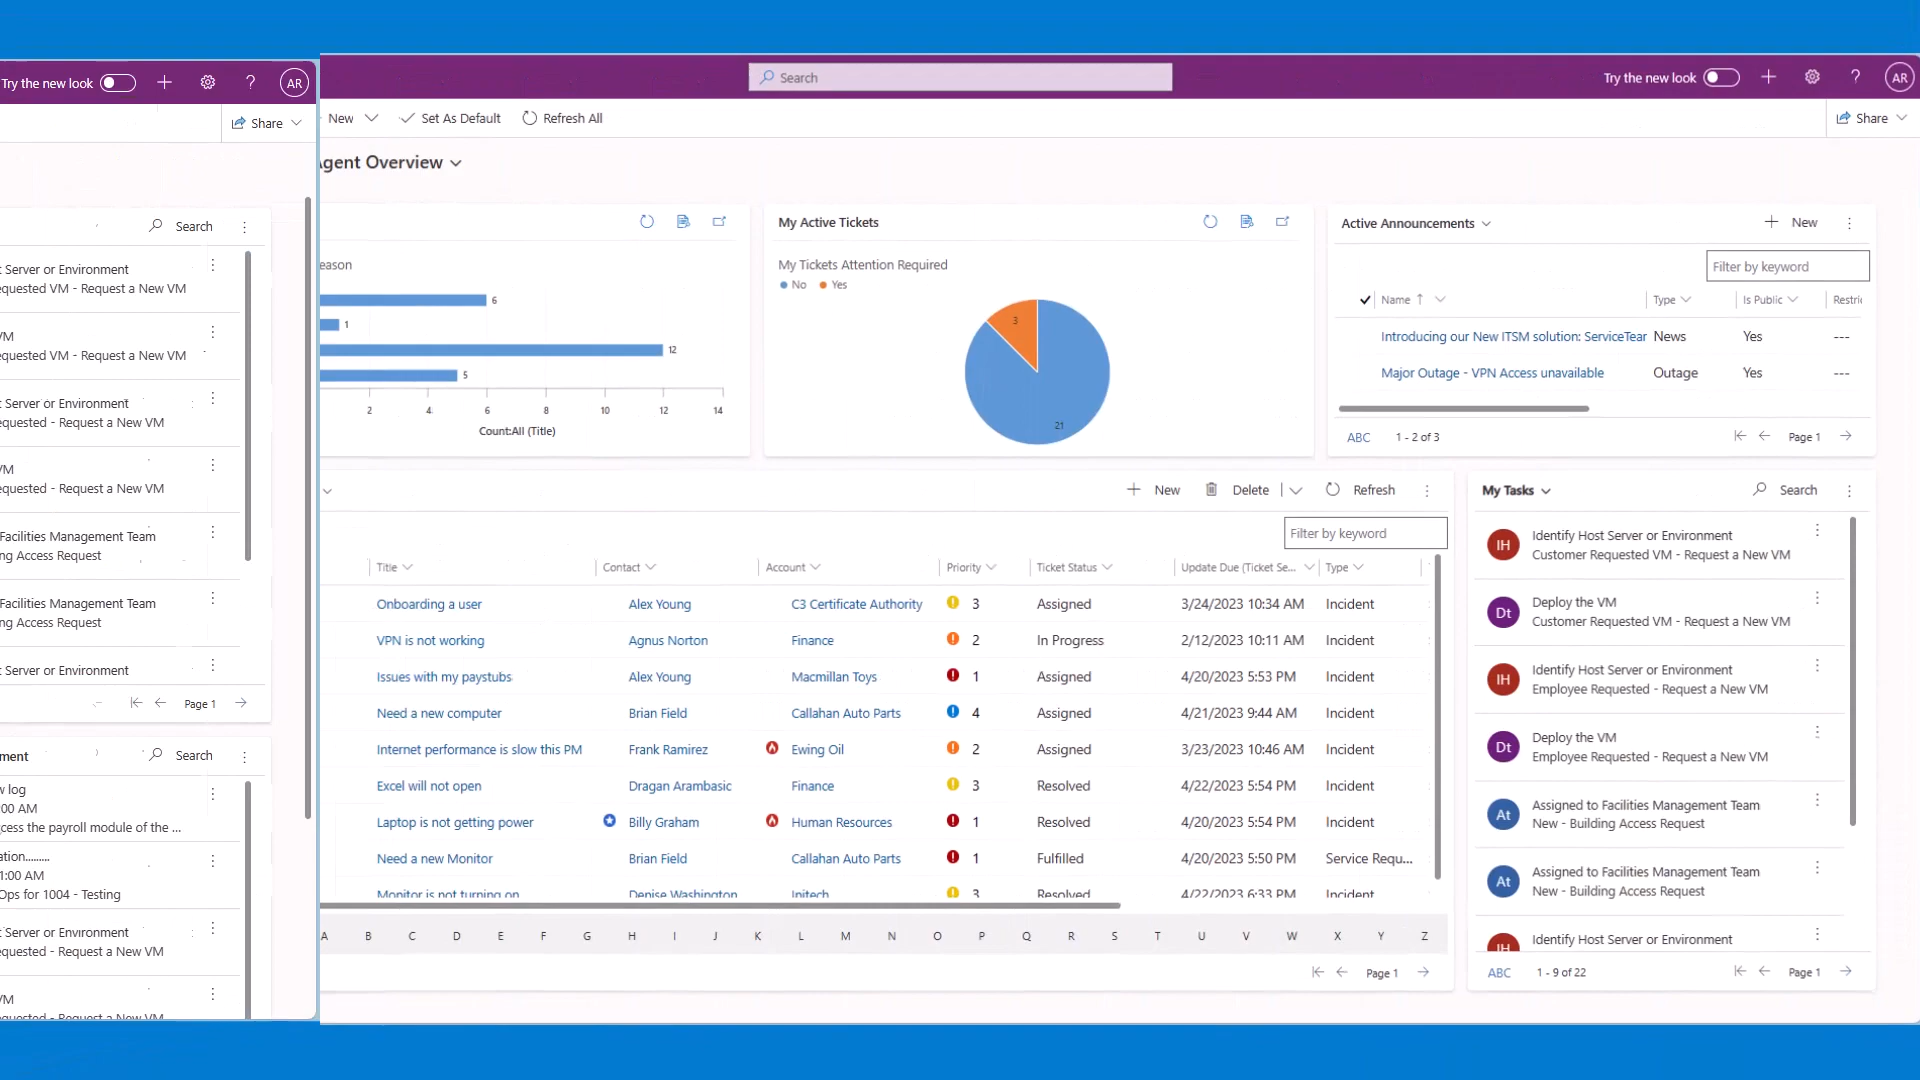 Try the new look
AR
Share
Search
t Server or Environment
equested VM - Request a New VM
VM
equested VM - Request a New VM
t Server or Environment
equested - Request a New VM
VM
equested - Request a New VM
Facilities Management Team
ng Access Request
Facilities Management Team
ng Access Request
t Server or Environment
Page 1
ment
Search
w log
:00 AM
cess the payroll module of the ...
ation.........
1:00 AM
Ops for 1004 - Testing
t Server or Environment
equested - Request a New VM
VM
equested - Request a New VM
Search
Try the new look
?
AR
New
Set As Default
Refresh All
Share
Agent Overview
eason
6
1
12
5
2 4 6 8 10 12 14
Count:All (Title)
My Active Tickets
My Tickets Attention Required
No Yes
3
21
Active Announcements
New
Filter by keyword
Name ↑ Type Is Public Restri
Introducing our New ITSM solution: ServiceTear News Yes ---
Major Outage - VPN Access unavailable Outage Yes ---
ABC 1 - 2 of 3 Page 1
New Delete Refresh
Filter by keyword
Title Contact Account Priority Ticket Status Update Due (Ticket Se... Type
Onboarding a user Alex Young C3 Certificate Authority 3 Assigned 3/24/2023 10:34 AM Incident
VPN is not working Agnus Norton Finance 2 In Progress 2/12/2023 10:11 AM Incident
Issues with my paystubs Alex Young Macmillan Toys 1 Assigned 4/20/2023 5:53 PM Incident
Need a new computer Brian Field Callahan Auto Parts 4 Assigned 4/21/2023 9:44 AM Incident
Internet performance is slow this PM Frank Ramirez Ewing Oil 2 Assigned 3/23/2023 10:46 AM Incident
Excel will not open Dragan Arambasic Finance 3 Resolved 4/22/2023 5:54 PM Incident
Laptop is not getting power Billy Graham Human Resources 1 Resolved 4/20/2023 5:54 PM Incident
Need a new Monitor Brian Field Callahan Auto Parts 1 Fulfilled 4/20/2023 5:50 PM Service Requ...
Monitor is not turning on Denise Washington Initech 3 Resolved 4/22/2023 6:33 PM Incident
A B C D E F G H I J K L M N O P Q R S T U V W X Y Z
Page 1
My Tasks
Search
IH Identify Host Server or Environment
Customer Requested VM - Request a New VM
Dt Deploy the VM
Customer Requested VM - Request a New VM
IH Identify Host Server or Environment
Employee Requested - Request a New VM
Dt Deploy the VM
Employee Requested - Request a New VM
At Assigned to Facilities Management Team
New - Building Access Request
At Assigned to Facilities Management Team
New - Building Access Request
IH Identify Host Server or Environment
ABC 1 - 9 of 22 Page 1